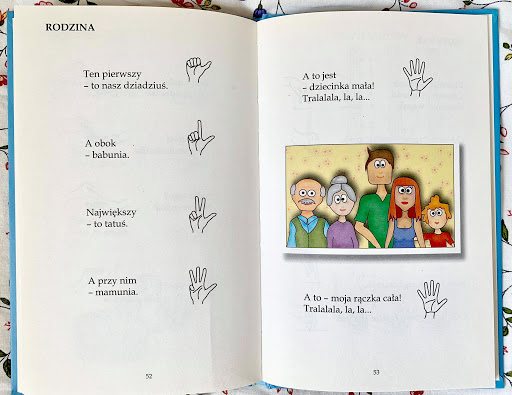 RODZINA
Ten pierwszy
– to nasz dziadziuś.
A obok
– babunia.
Największy
– to tatuś.
A przy nim
– mamunia.
52
A to jest
– dziecinka mała!
Tralalala, la, la...
A to – moja rączka cała!
Tralalala, la, la...
53